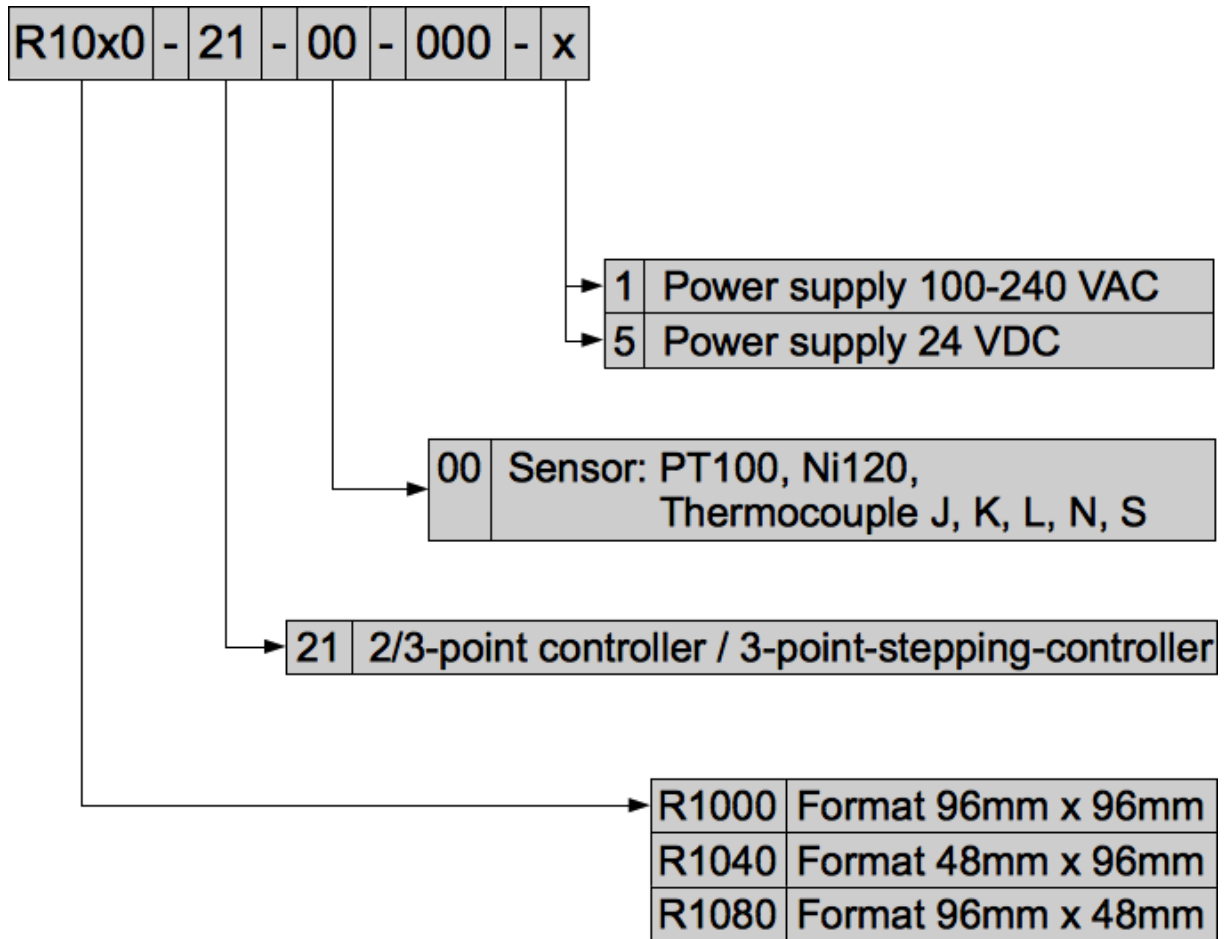 R10x0 - 21 - 00 - 000 - x
1 Power supply 100-240 VAC
5 Power supply 24 VDC
00 Sensor: PT100, Ni120,
Thermocouple J, K, L, N, S
21 2/3-point controller / 3-point-stepping-controller
R1000 Format 96mm x 96mm
R1040 Format 48mm x 96mm
R1080 Format 96mm x 48mm